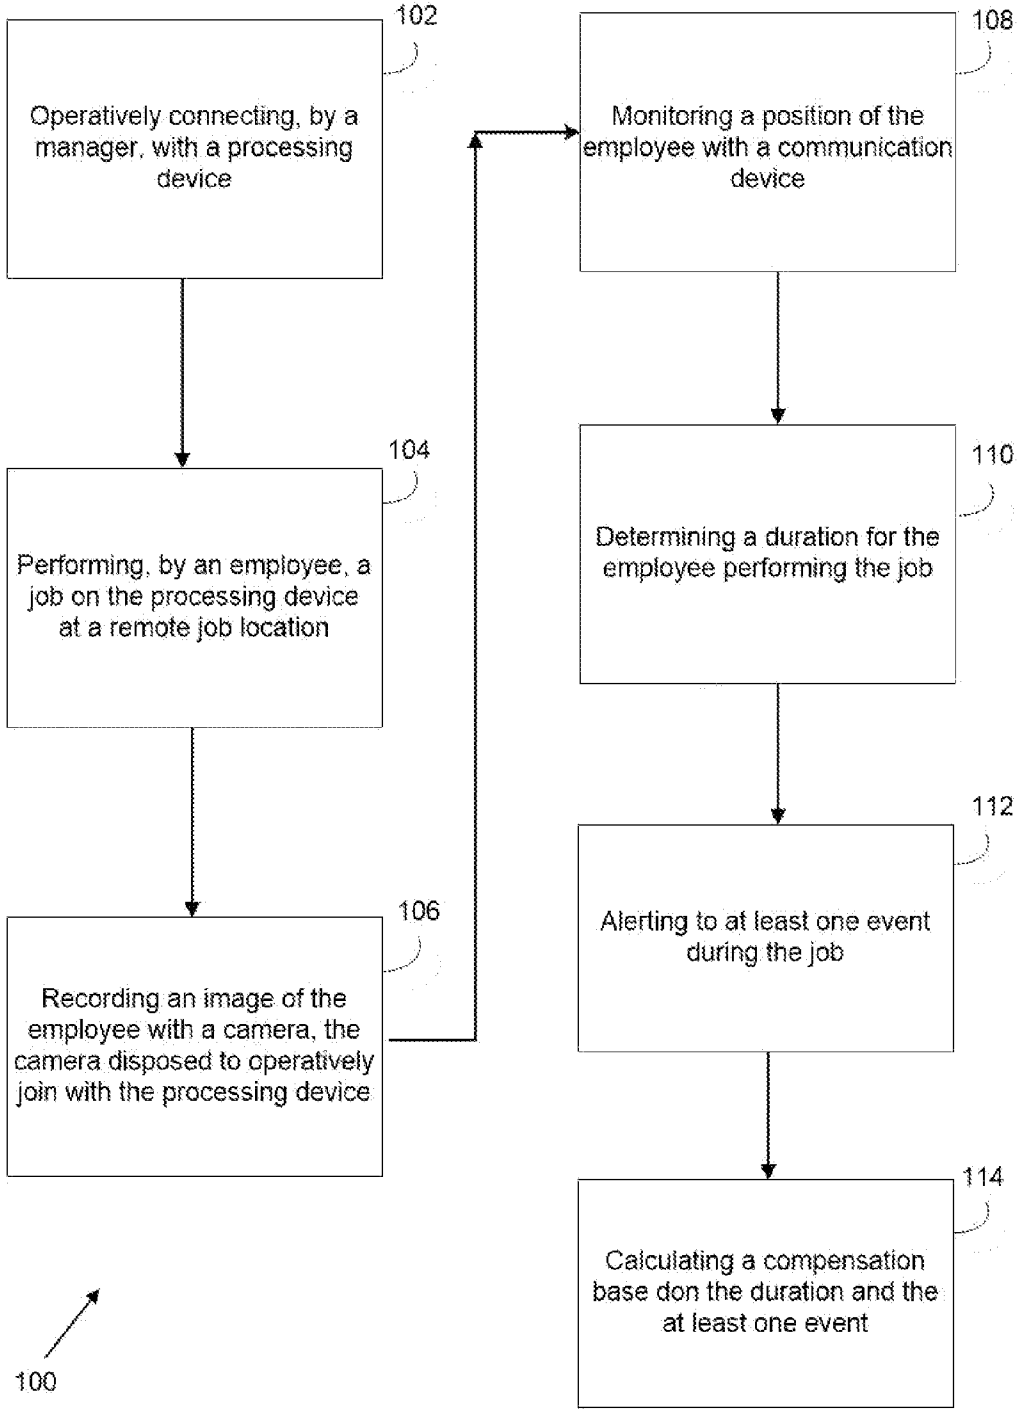 102
Operatively connecting, by a
manager, with a processing
device
104
Performing, by an employee, a
job on the processing device
at a remote job location
106
Recording an image of the
employee with a camera, the
camera disposed to operatively
join with the processing device
100
108
Monitoring a position of the
employee with a communication
device
110
Determining a duration for the
employee performing the job
112
Alerting to at least one event
during the job
114
Calculating a compensation
base don the duration and the
at least one event